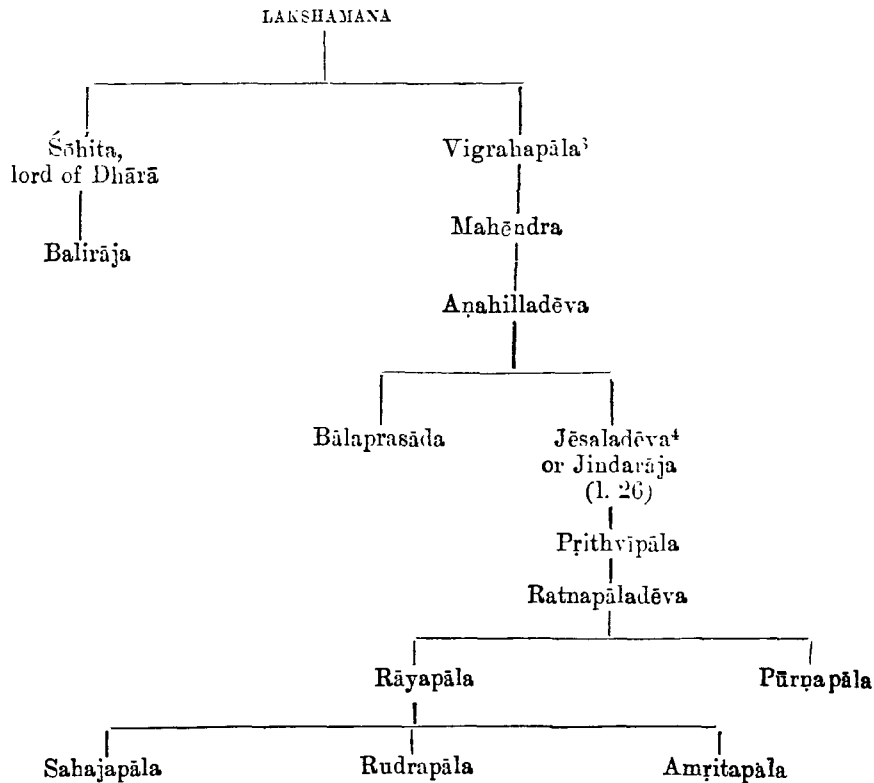 LAKSHAMANA
Śōhita, Vigrahapāla³
lord of Dhārā
Mahēndra
Balirāja
Aṇahilladēva
Bālaprasāda Jēsaladēva⁴
or Jindarāja
(l. 26)
Pṛithvīpāla
Ratnapāladēva
Rāyapāla Pūrṇapāla
Sahajapāla Rudrapāla Amṛitapāla